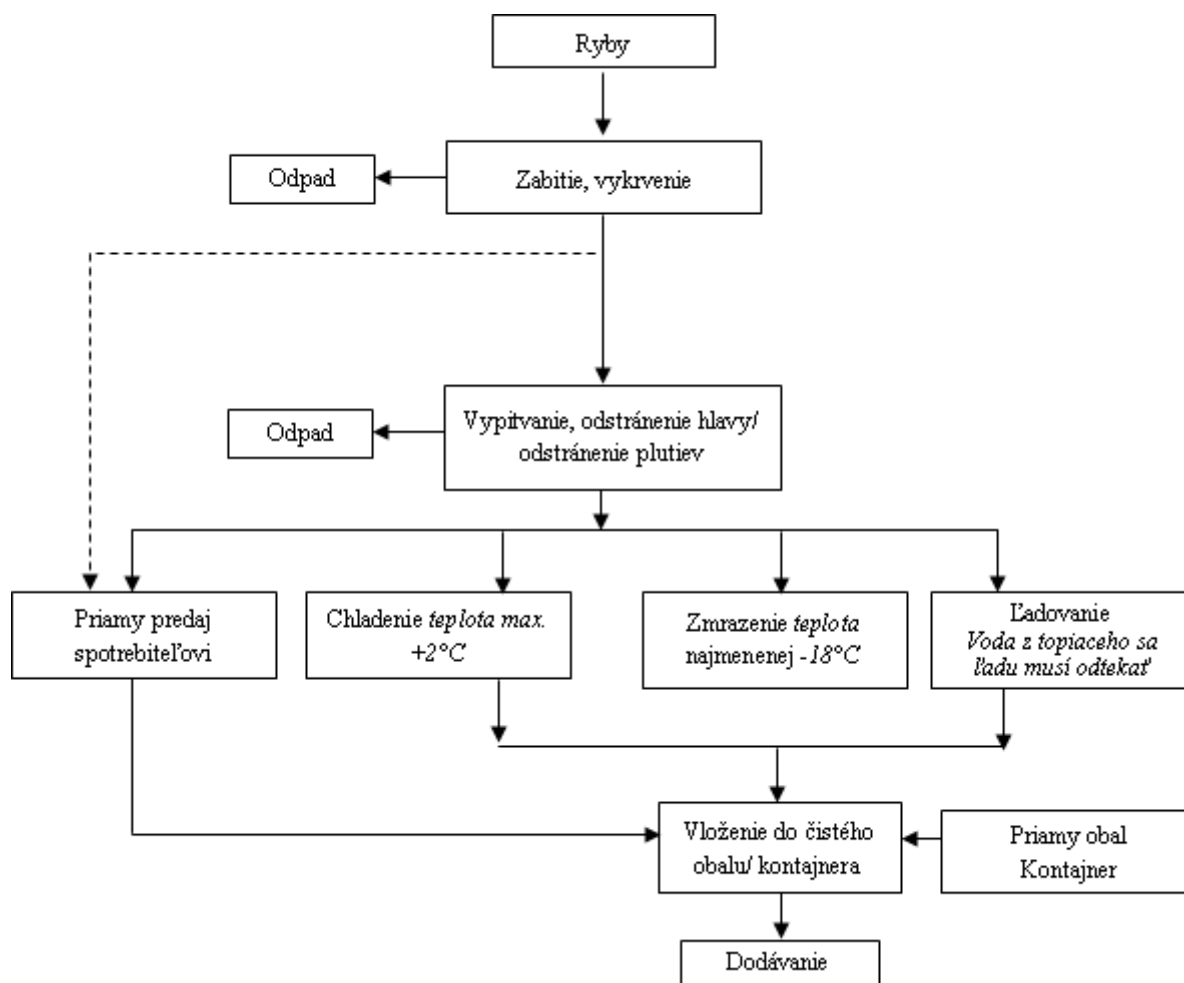 Ryby
Odpad
Zabitie, vykrvenie
Odpad
Vypitvanie, odstránenie hlavy/
odstránenie plutiev
Priamy predaj
spotrebiteľovi
Chladenie teplota max.
+2°C
Zmrazenie teplota
najmenenej -18°C
Ľadovanie
Voda z topiaceho sa
ľadu musí odtekať
Vloženie do čistého
obalu/ kontajnera
Priamy obal
Kontajner
Dodávanie